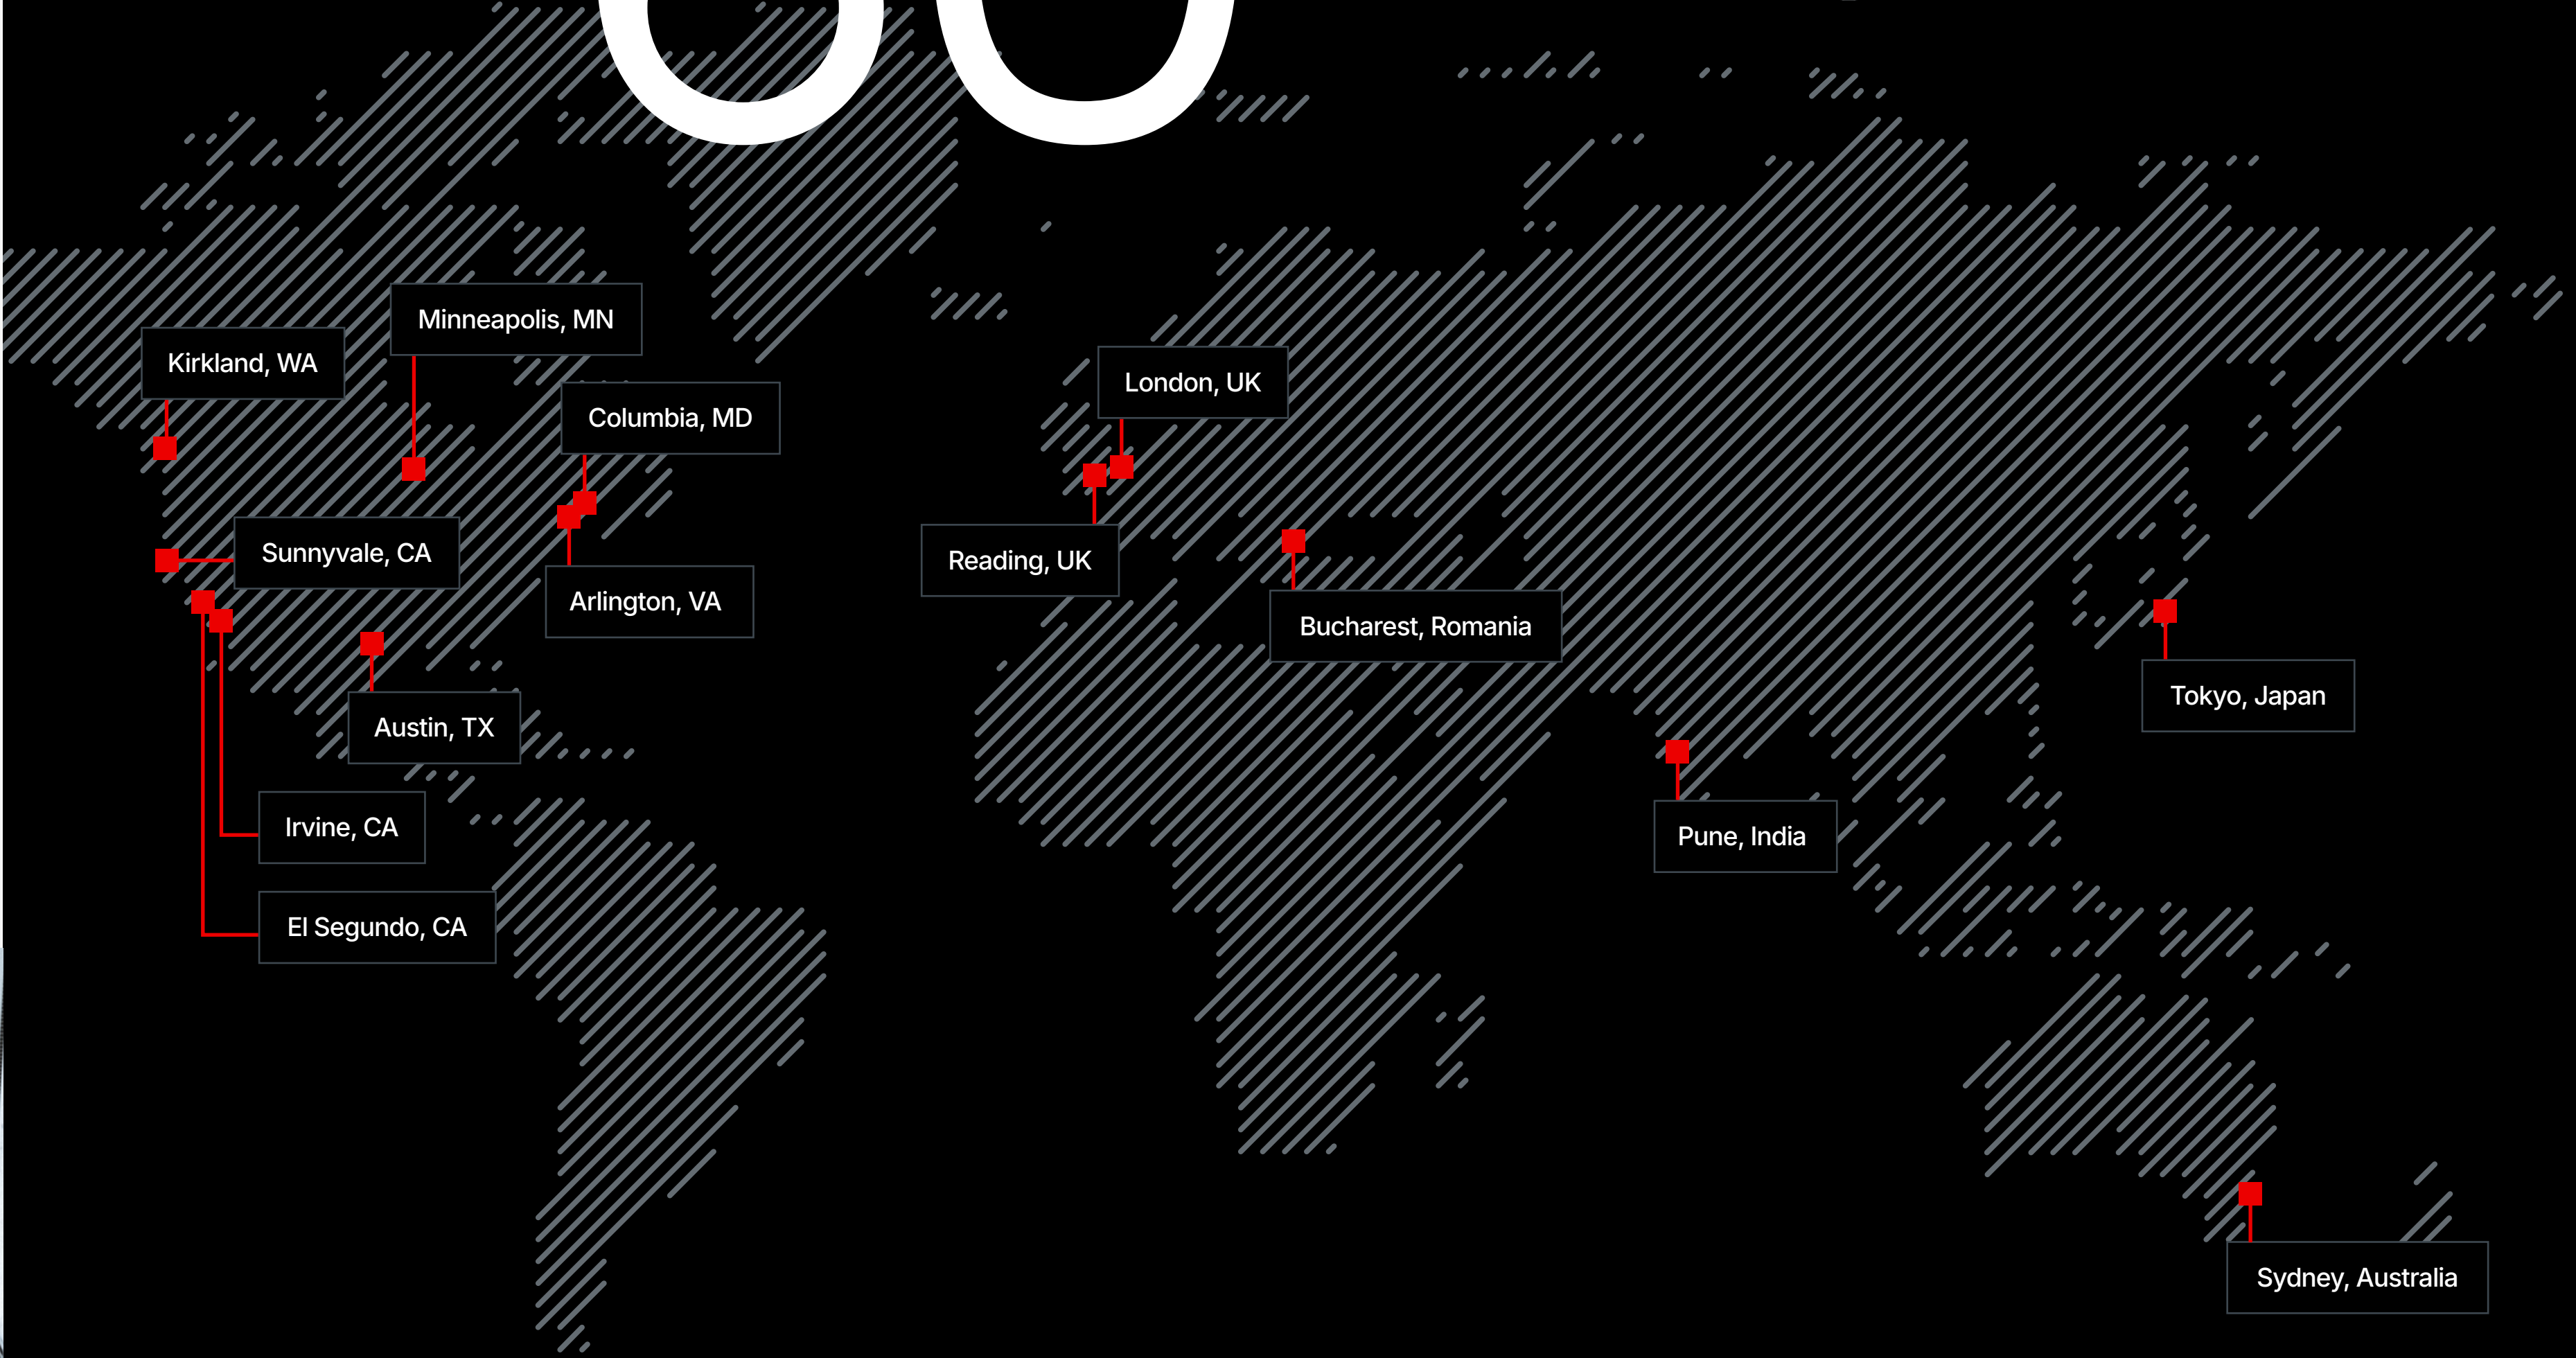 Minneapolis, MN
Kirkland, WA
London, UK
Columbia, MD
Sunnyvale, CA
Reading, UK
Arlington, VA
Bucharest, Romania
Tokyo, Japan
Austin, TX
Irvine, CA
Pune, India
El Segundo, CA
Sydney, Australia